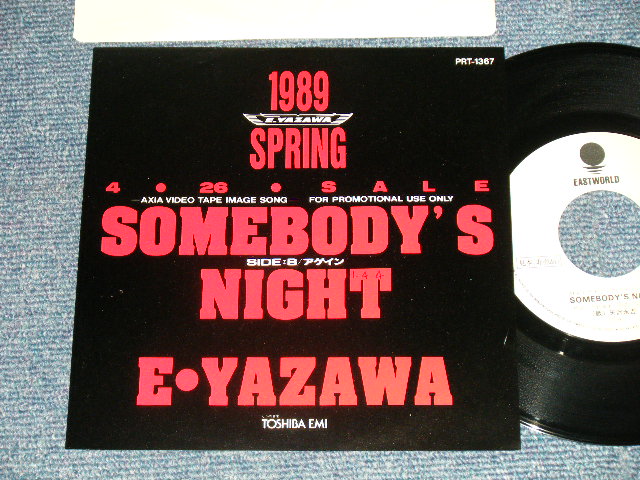 PRT-1367
1989
E.YAZAWA
SPRING
4・26・SALE
AXIA VIDEO TAPE IMAGE SONG FOR PROMOTIONAL USE ONLY
SOMEBODY'S
SIDE:B/アゲイン
NIGHT
E・YAZAWA
TOSHIBA EMI
EASTWORLD
SOMEBODY'S NI